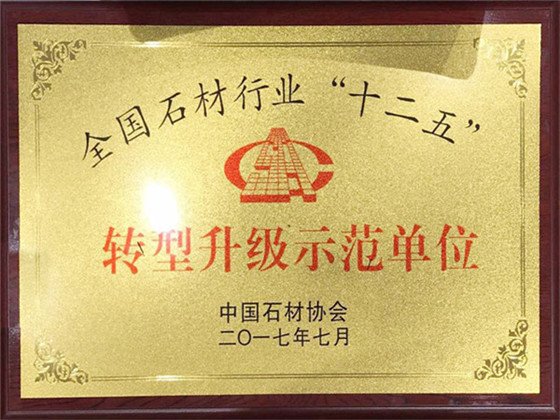 全国石材行业“十二五”
转型升级示范单位
中国石材协会
二〇一七年七月